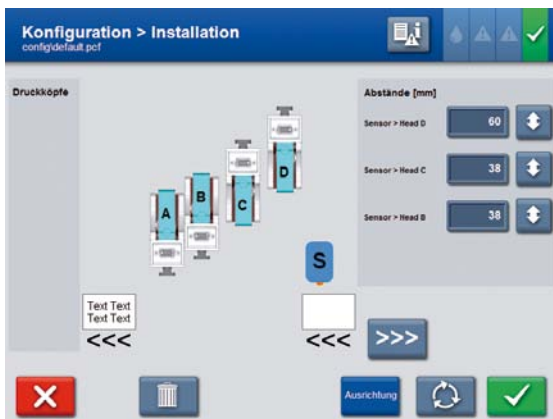 Konfiguration > Installation
config\default.pcf
Druckköpfe
A
B
C
D
S
Text Text
Text Text
<<<
<<<
>>>
Abstände [mm]
Sensor > Head D
60
Sensor > Head C
38
Sensor > Head B
38
Ausrichtung